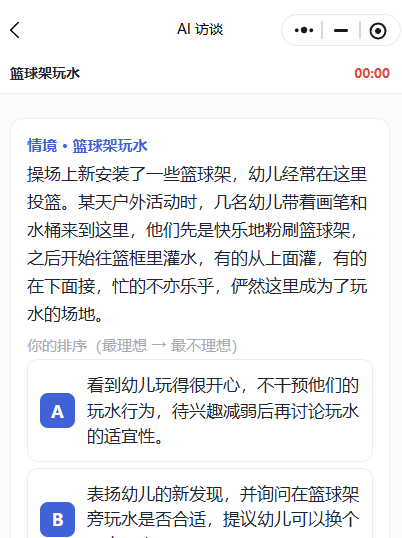 AI 访谈
篮球架玩水 00:00
情境·篮球架玩水
操场上新安装了一些篮球架，幼儿经常在这里
投篮。某天户外活动时，几名幼儿带着画笔和
水桶来到这里，他们先是快乐地粉刷篮球架，
之后开始往篮框里灌水，有的从上面灌，有的
在下面接，忙的不亦乐乎，俨然这里成为了玩
水的场地。
你的排序（最理想 → 最不理想）
A 看到幼儿玩得很开心，不干预他们的
玩水行为，待兴趣减弱后再讨论玩水
的适宜性。
B 表扬幼儿的新发现，并询问在篮球架
旁玩水是否合适，提议幼儿可以换个